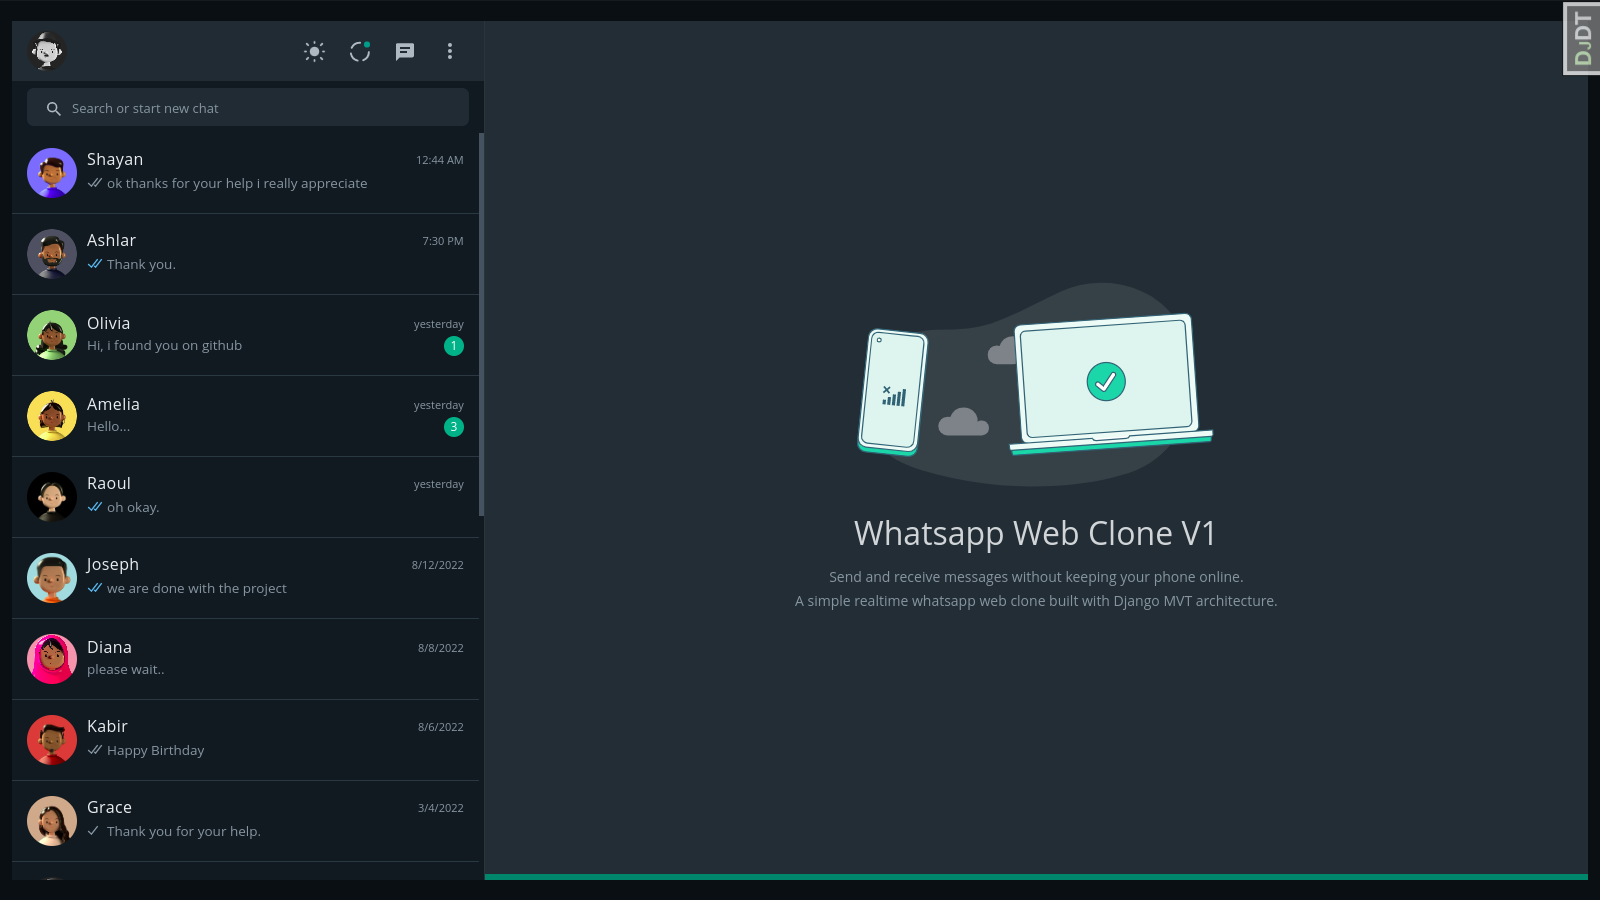 DJDT
Search or start new chat
Shayan
12:44 AM
ok thanks for your help i really appreciate
Ashlar
7:30 PM
Thank you.
Olivia
yesterday
Hi, i found you on github
1
Amelia
yesterday
Hello...
3
Raoul
yesterday
oh okay.
Joseph
8/12/2022
we are done with the project
Diana
8/8/2022
please wait..
Kabir
8/6/2022
Happy Birthday
Grace
3/4/2022
Thank you for your help.
Whatsapp Web Clone V1
Send and receive messages without keeping your phone online.
A simple realtime whatsapp web clone built with Django MVT architecture.